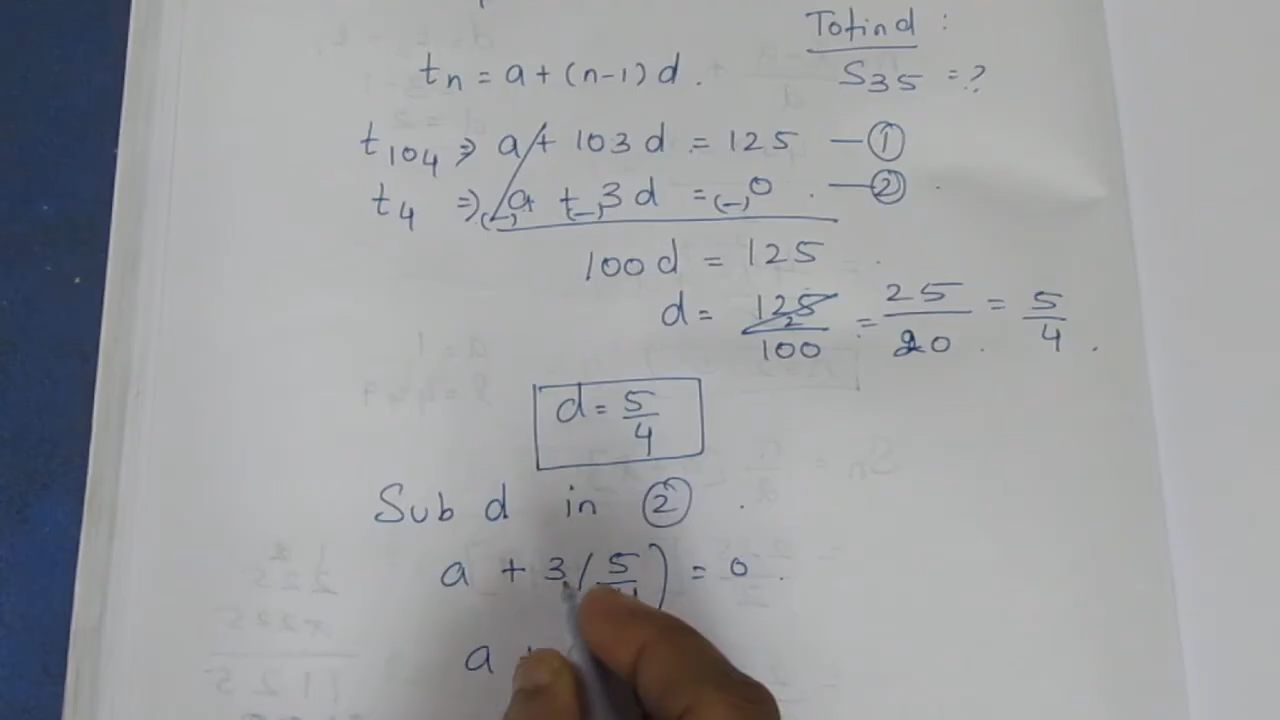 To find :
S35 = ?
tn = a + (n-1) d .
t104 ⇒ a + 103 d = 125 — ①
t4 ⇒ (-)a + (-)3 d = (-)0 . — ②
100 d = 125
d = 125/100 = 25/20 = 5/4 .
d = 5/4
Sub d in ② .
a + 3 (5/4) = 0 .
a +